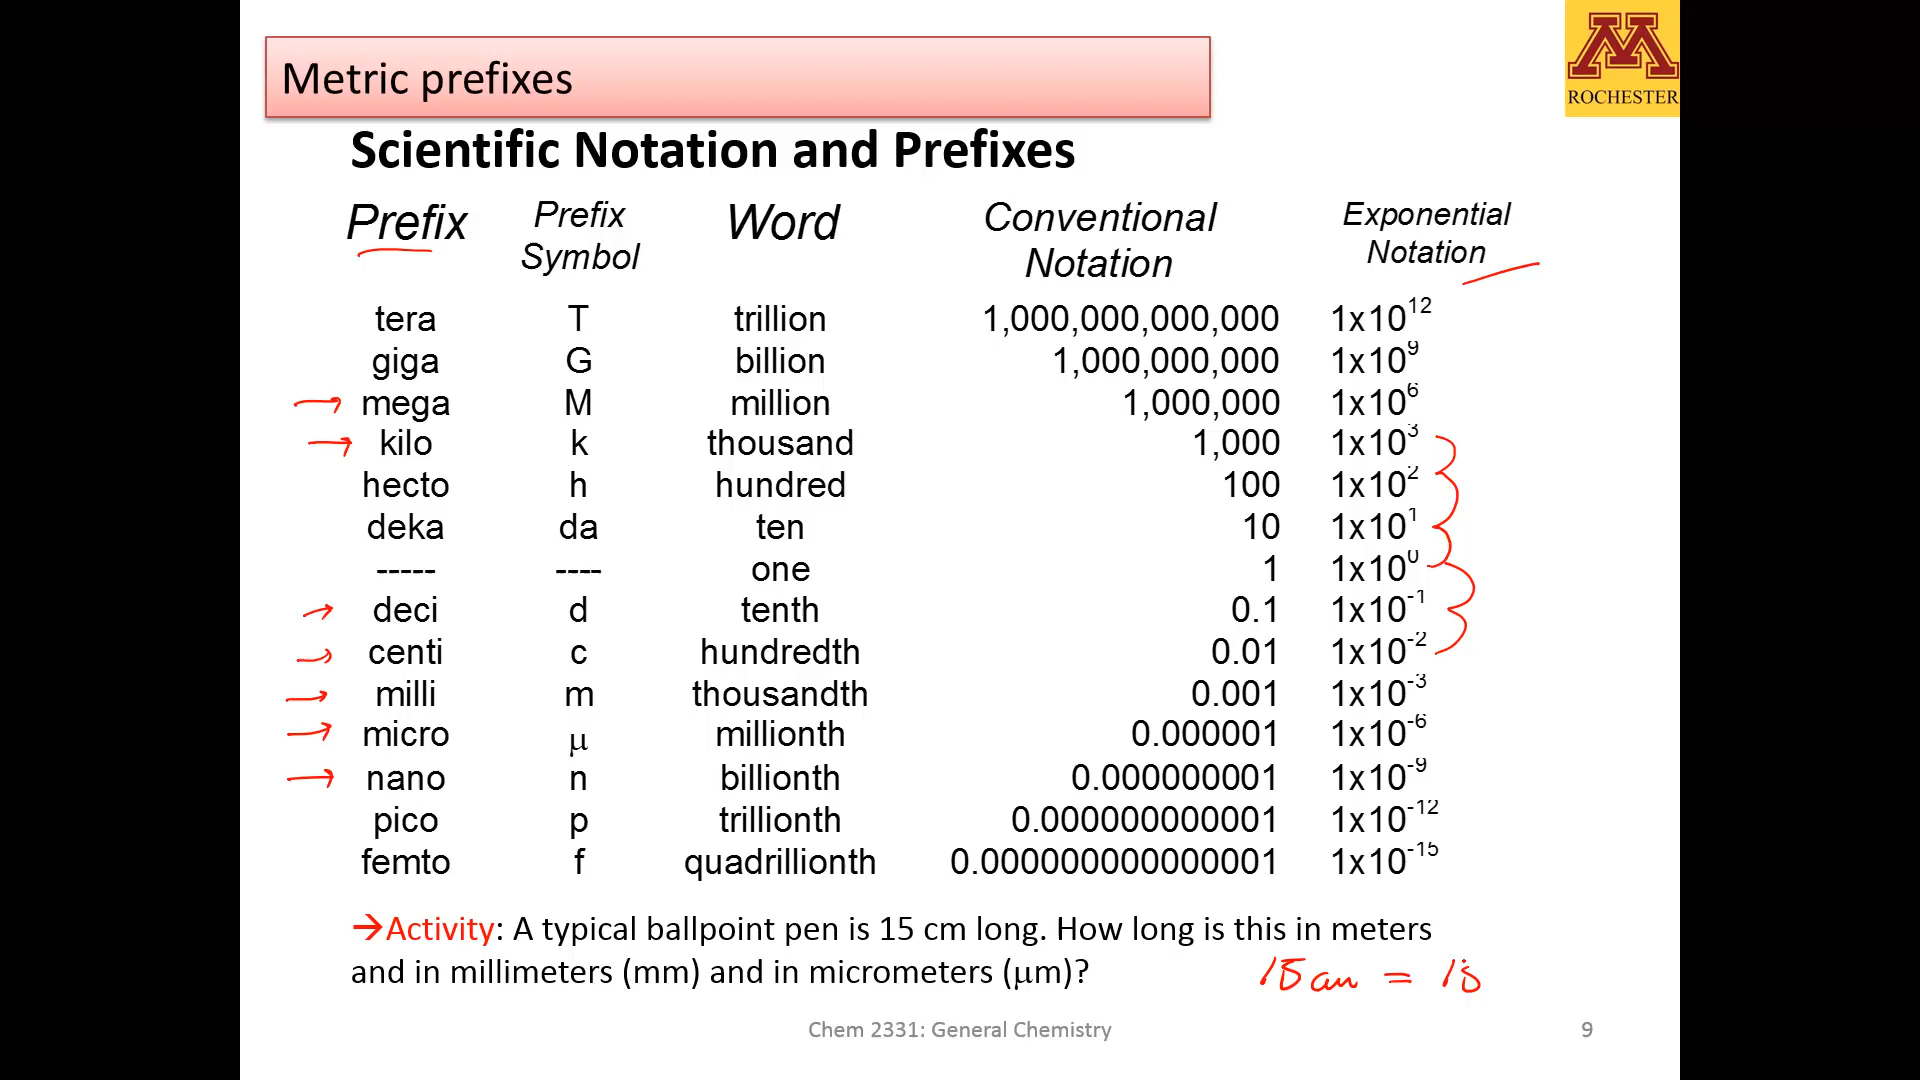 Metric prefixes
M
ROCHESTER
Scientific Notation and Prefixes
Prefix Prefix Symbol Word Conventional Notation Exponential Notation
tera T trillion 1,000,000,000,000 1x10^12
giga G billion 1,000,000,000 1x10^9
mega M million 1,000,000 1x10^6
kilo k thousand 1,000 1x10^3
hecto h hundred 100 1x10^2
deka da ten 10 1x10^1
----- ---- one 1 1x10^0
deci d tenth 0.1 1x10^-1
centi c hundredth 0.01 1x10^-2
milli m thousandth 0.001 1x10^-3
micro μ millionth 0.000001 1x10^-6
nano n billionth 0.000000001 1x10^-9
pico p trillionth 0.000000000001 1x10^-12
femto f quadrillionth 0.000000000000001 1x10^-15
→Activity: A typical ballpoint pen is 15 cm long. How long is this in meters
and in millimeters (mm) and in micrometers (μm)?
15 cm = 15
Chem 2331: General Chemistry
9